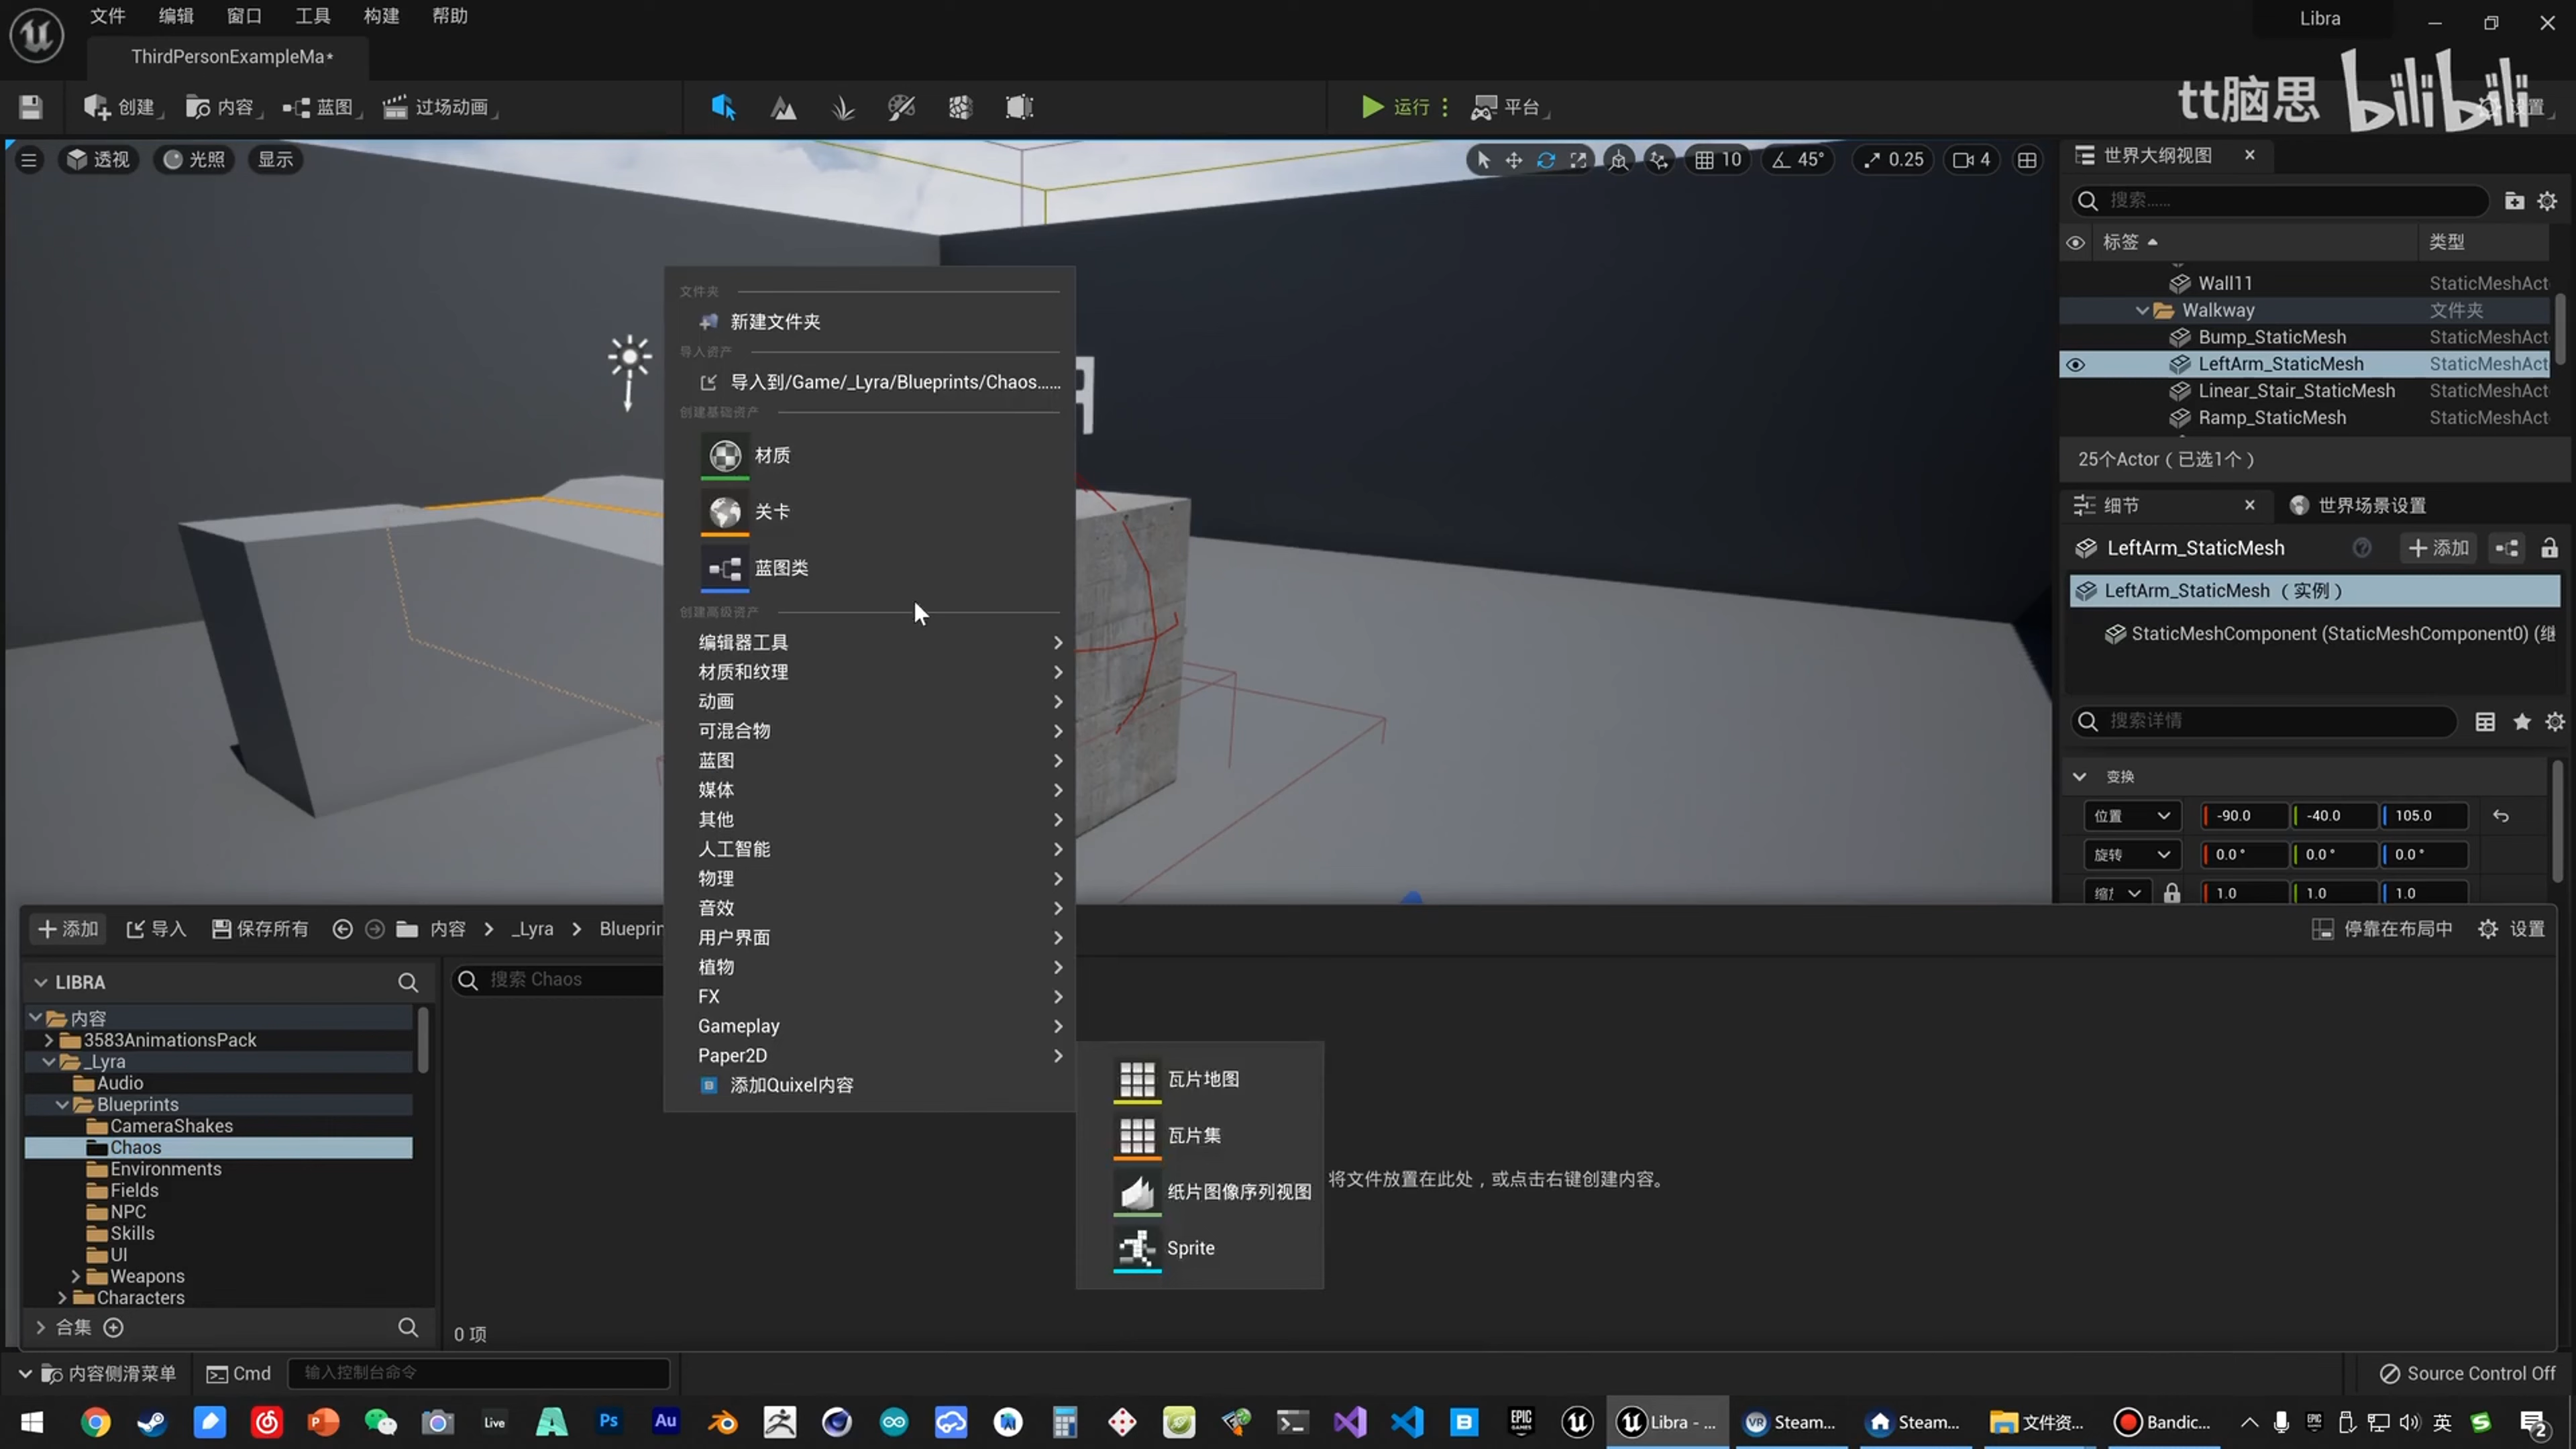 文件 编辑 窗口 工具 构建 帮助
Libra
ThirdPersonExampleMa*
创建 内容 蓝图 过场动画
运行 平台
tt脑思 bilibili
置
透视 光照 显示
10 45° 0.25 4
世界大纲视图
搜索......
标签 类型
Wall11 StaticMeshAct
Walkway 文件夹
Bump_StaticMesh StaticMeshAct
LeftArm_StaticMesh StaticMeshAct
Linear_Stair_StaticMesh StaticMeshAct
Ramp_StaticMesh StaticMeshAct
25个Actor（已选1个）
细节 世界场景设置
LeftArm_StaticMesh 添加
LeftArm_StaticMesh （实例）
StaticMeshComponent (StaticMeshComponent0) (继
搜索详情
变换
位置 -90.0 -40.0 105.0
旋转 0.0° 0.0° 0.0°
缩放 1.0 1.0 1.0
文件夹
新建文件夹
导入资产
导入到/Game/_Lyra/Blueprints/Chaos......
创建基础资产
材质
关卡
蓝图类
创建高级资产
编辑器工具
材质和纹理
动画
可混合物
蓝图
媒体
其他
人工智能
物理
音效
用户界面
植物
FX
Gameplay
Paper2D
添加Quixel内容
瓦片地图
瓦片集
纸片图像序列视图
Sprite
添加 导入 保存所有 内容 _Lyra Blueprin
停靠在布局中 设置
LIBRA
搜索 Chaos
内容
3583AnimationsPack
_Lyra
Audio
Blueprints
CameraShakes
Chaos
Environments
Fields
NPC
Skills
UI
Weapons
Characters
合集
将文件放置在此处，或点击右键创建内容。
0 项
内容侧滑菜单 Cmd 输入控制台命令
Source Control Off
Live Ps Au EPIC GAMES Libra - ... VR Steam... Steam... 文件资... Bandic... 英 2